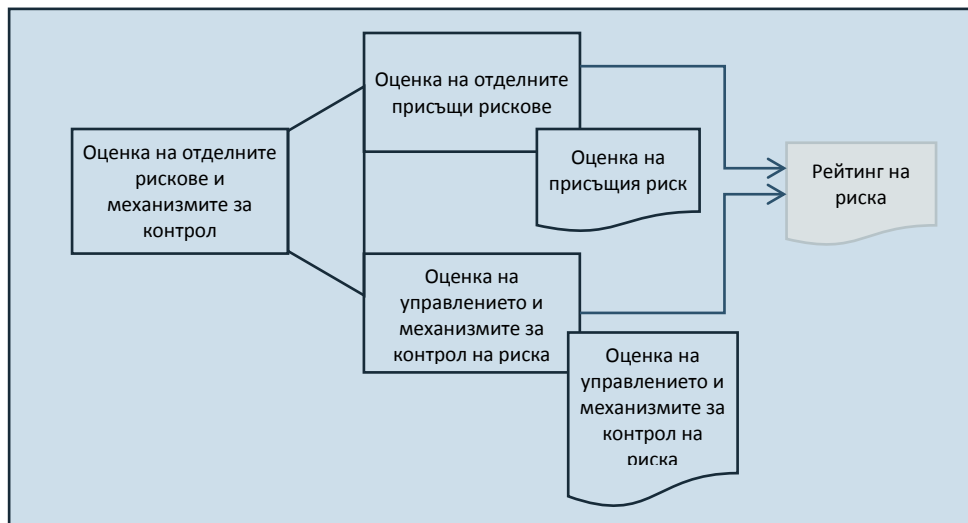 Оценка на отделните
рискове и
механизмите за
контрол
Оценка на отделните
присъщи рискове
Оценка на
присъщия риск
Оценка на
управлението и
механизмите за
контрол на риска
Оценка на
управлението и
механизмите за
контрол на
риска
Рейтинг на
риска